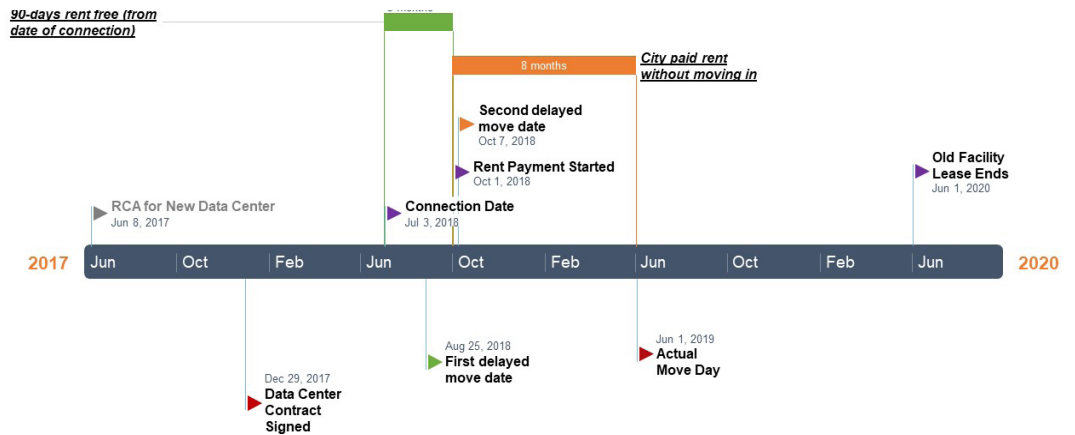 90-days rent free (from
date of connection)
months
8 months
City paid rent
without moving in
Second delayed
move date
Oct 7, 2018
Rent Payment Started
Oct 1, 2018
Old Facility
Lease Ends
Jun 1, 2020
RCA for New Data Center
Jun 8, 2017
Connection Date
Jul 3, 2018
2017
Jun
Oct
Feb
Jun
Oct
Feb
Jun
Oct
Feb
Jun
2020
Jun 1, 2019
Actual
Move Day
Aug 25, 2018
First delayed
move date
Dec 29, 2017
Data Center
Contract
Signed